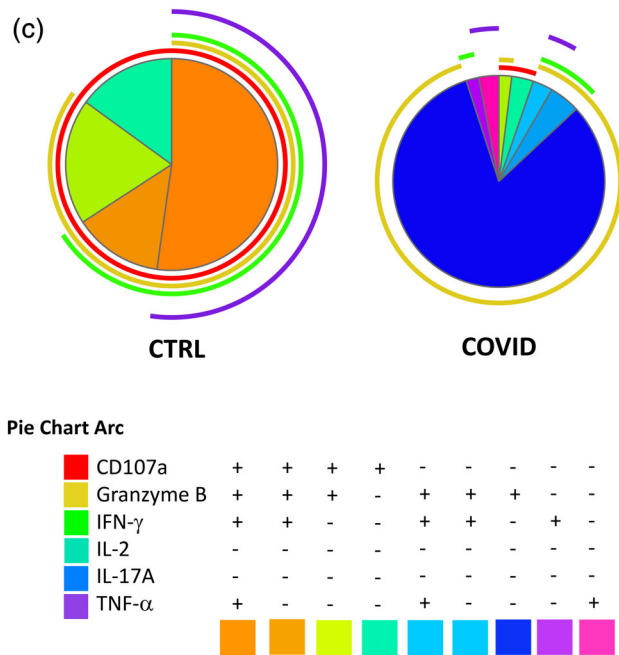 (c)
CTRL COVID
Pie Chart Arc
CD107a + + + + - - - - -
Granzyme B + + + - + + + - -
IFN-γ + + - - + + - + -
IL-2 - - - - - - - - -
IL-17A - - - - - - - - -
TNF-α + - - - + - - - +